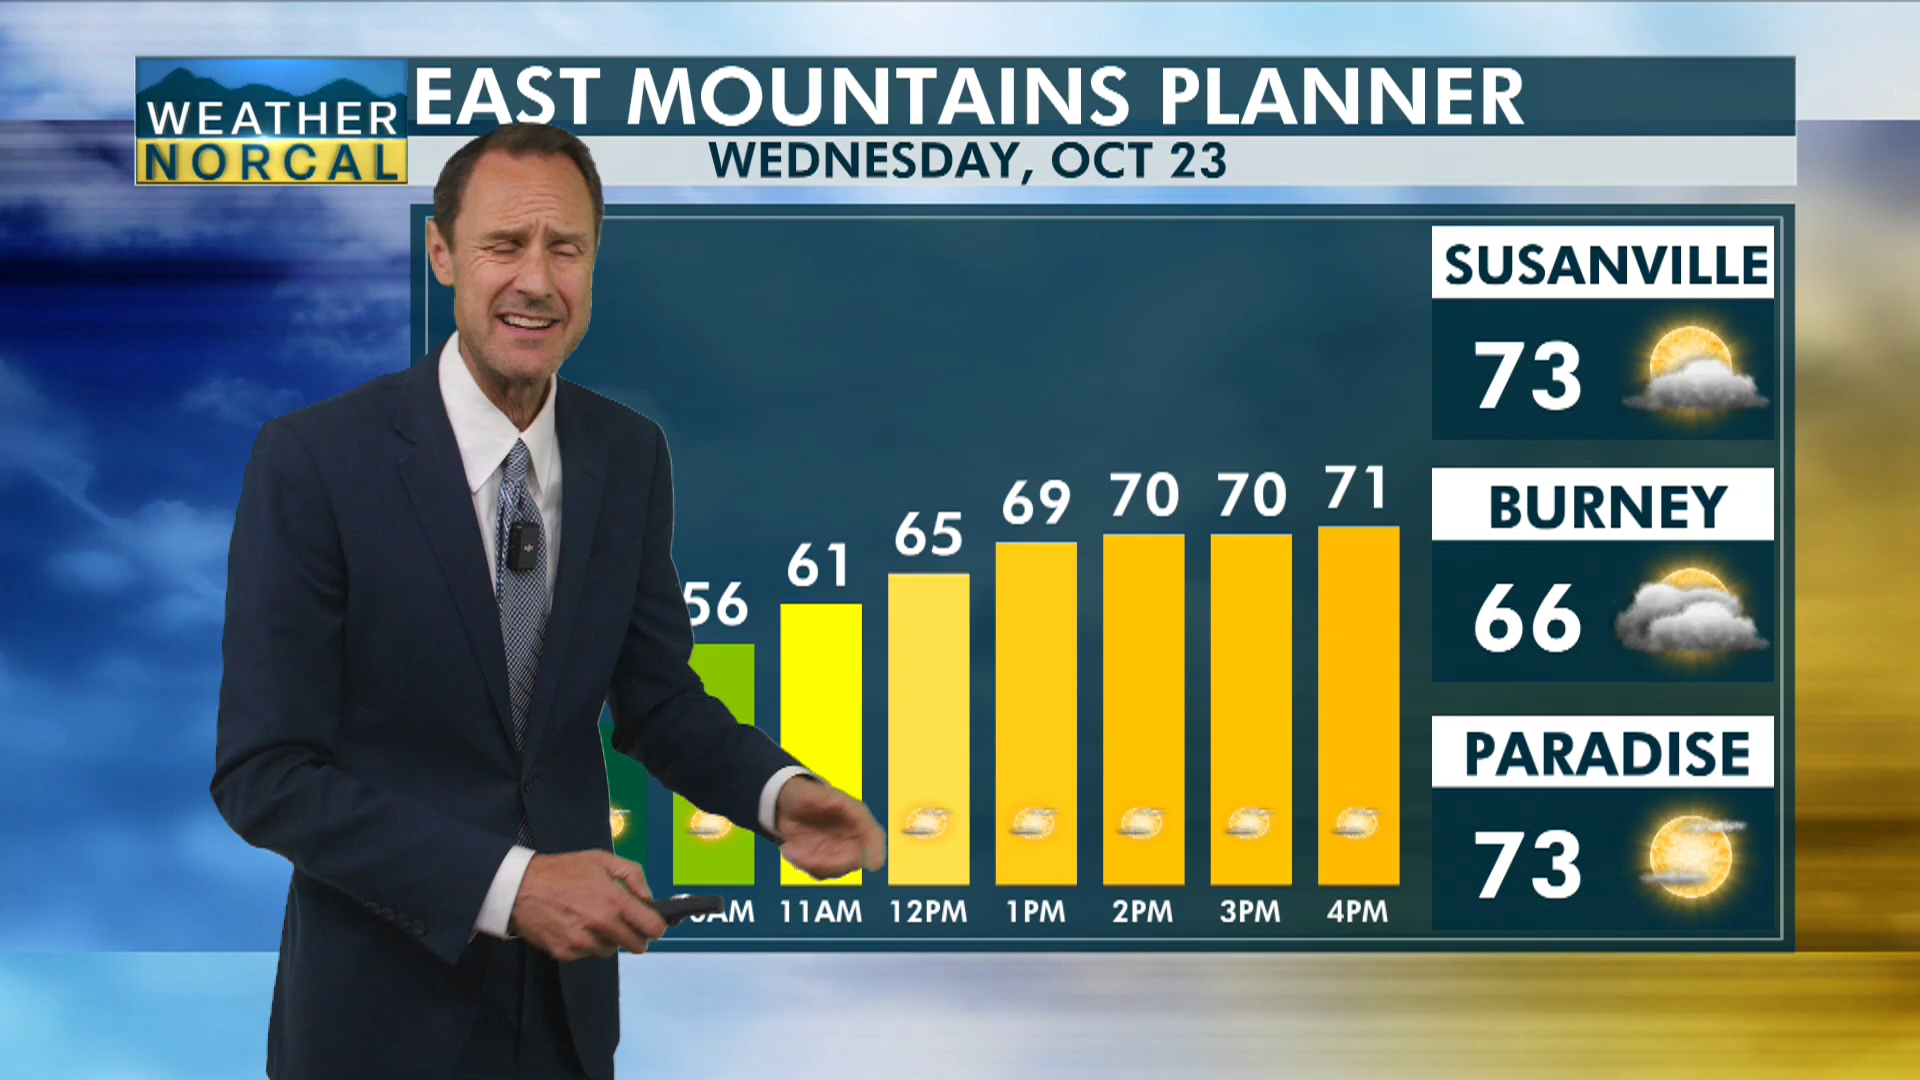 WEATHER
NORCAL
EAST MOUNTAINS PLANNER
WEDNESDAY, OCT 23
SUSANVILLE
73
BURNEY
66
PARADISE
73
56 61 65 69 70 70 71
AM 11AM 12PM 1PM 2PM 3PM 4PM